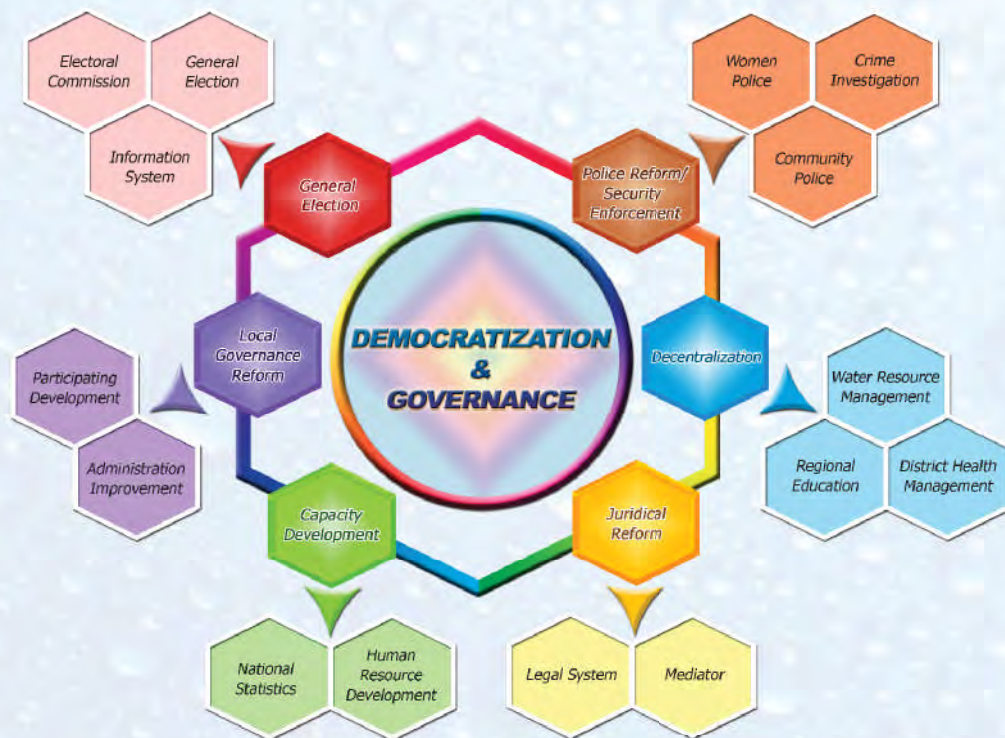 Electoral
Commission
General
Election
Information
System
Women
Police
Crime
Investigation
Community
Police
General
Election
Police Reform/
Security
Enforcement
Local
Governance
Reform
DEMOCRATIZATION
&
GOVERNANCE
Decentralization
Participating
Development
Administration
Improvement
Water Resource
Management
Regional
Education
District Health
Management
Capacity
Development
Juridical
Reform
National
Statistics
Human
Resource
Development
Legal System
Mediator